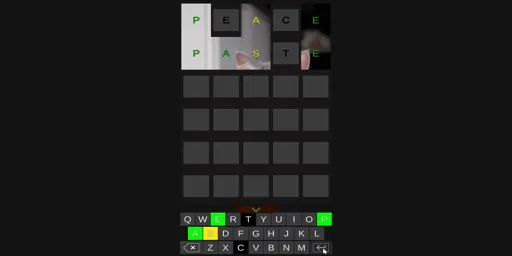 P E A C E
P A S T E
Q W E R T Y U I O P
A S D F G H J K L
Z X C V B N M